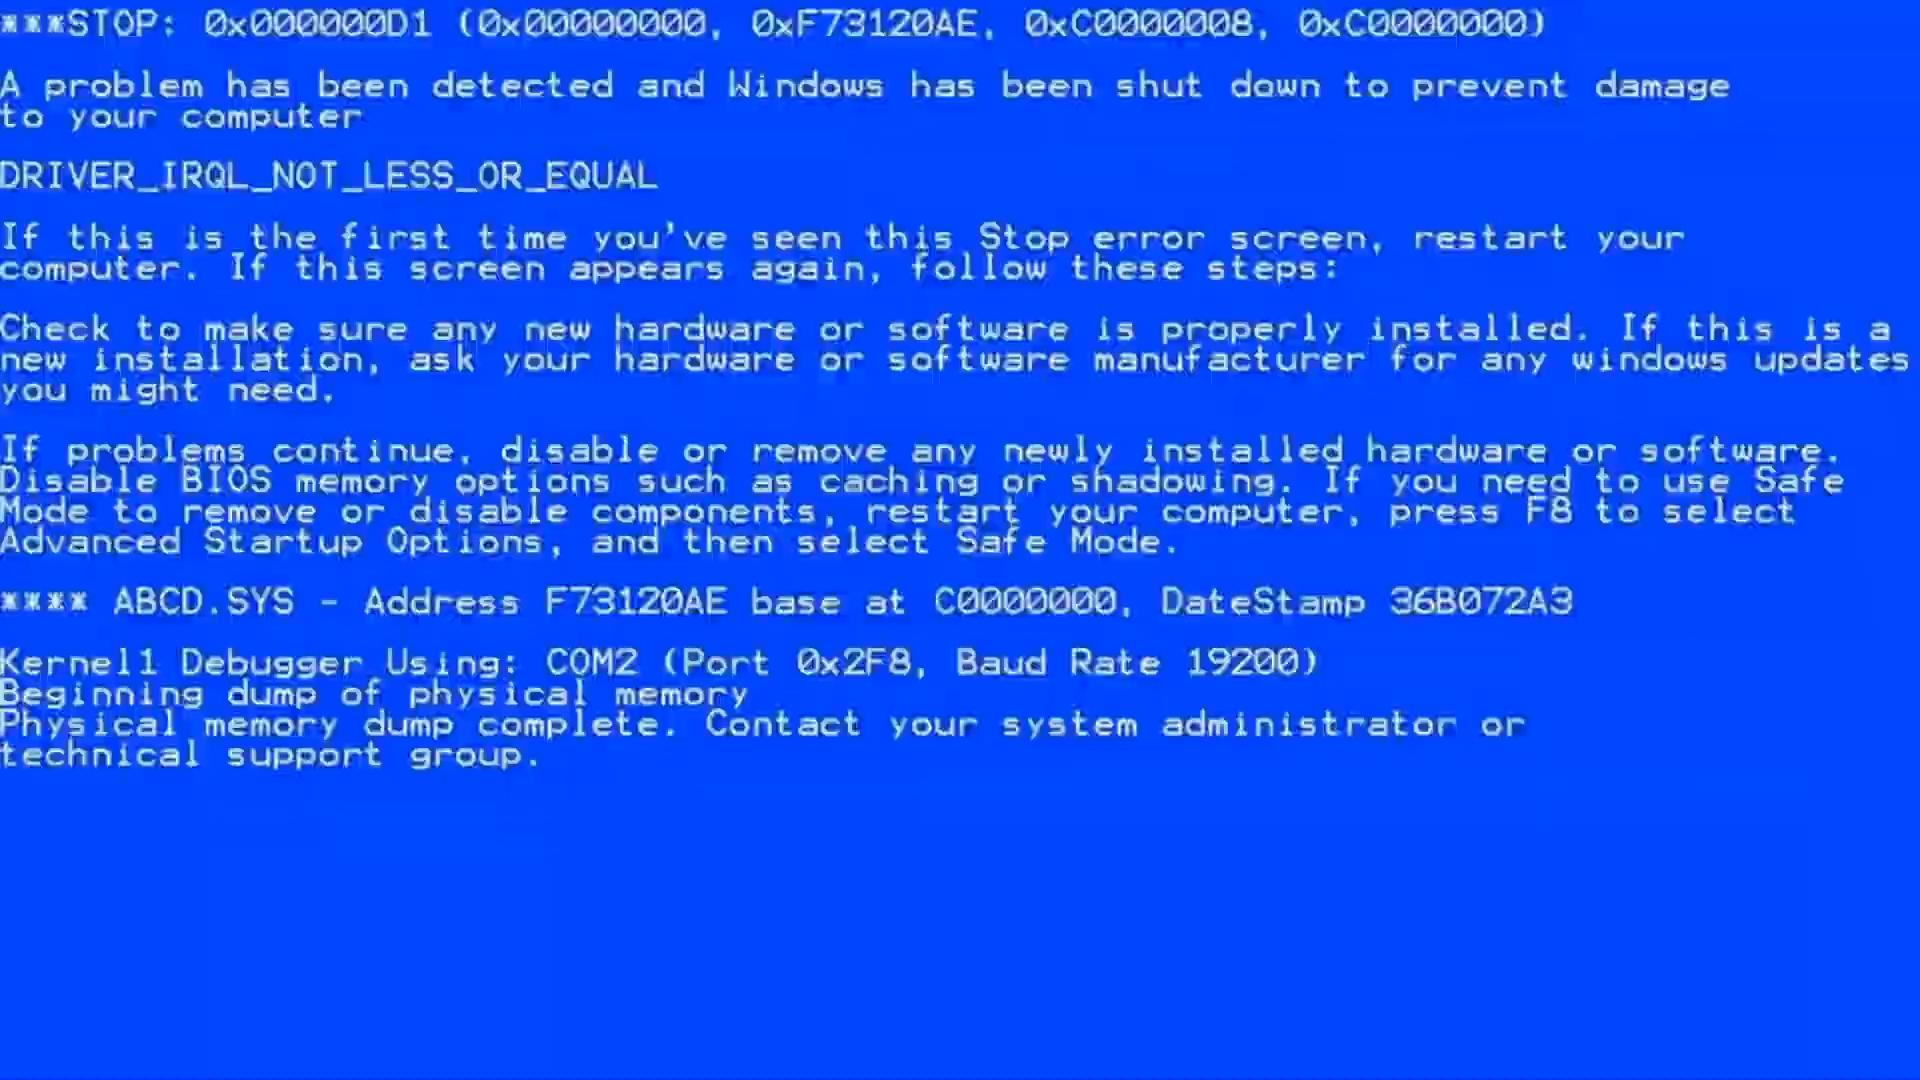 ***STOP: 0x000000D1 (0x00000000, 0xF73120AE, 0xC0000008, 0xC0000000)
A problem has been detected and Windows has been shut down to prevent damage
to your computer
DRIVER_IRQL_NOT_LESS_OR_EQUAL
If this is the first time you've seen this Stop error screen, restart your
computer. If this screen appears again, follow these steps:
Check to make sure any new hardware or software is properly installed. If this is a
new installation, ask your hardware or software manufacturer for any windows updates
you might need.
If problems continue, disable or remove any newly installed hardware or software.
Disable BIOS memory options such as caching or shadowing. If you need to use Safe
Mode to remove or disable components, restart your computer, press F8 to select
Advanced Startup Options, and then select Safe Mode.
**** ABCD.SYS - Address F73120AE base at C0000000, DateStamp 36B072A3
Kernel1 Debugger Using: COM2 (Port 0x2F8, Baud Rate 19200)
Beginning dump of physical memory
Physical memory dump complete. Contact your system administrator or
technical support group.